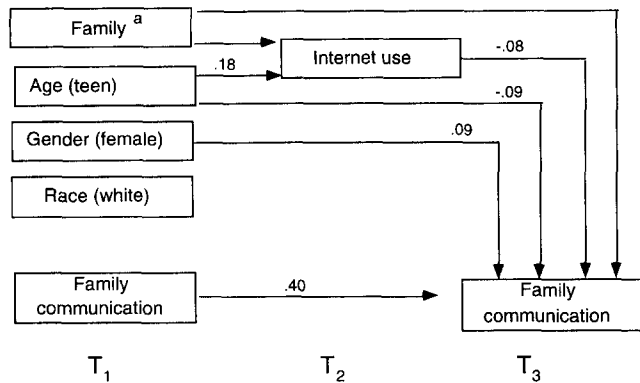 Family a
Internet use
-.08
.18
Age (teen)
-.09
Gender (female)
.09
Race (white)
Family
communication
.40
Family
communication
T1
T2
T3